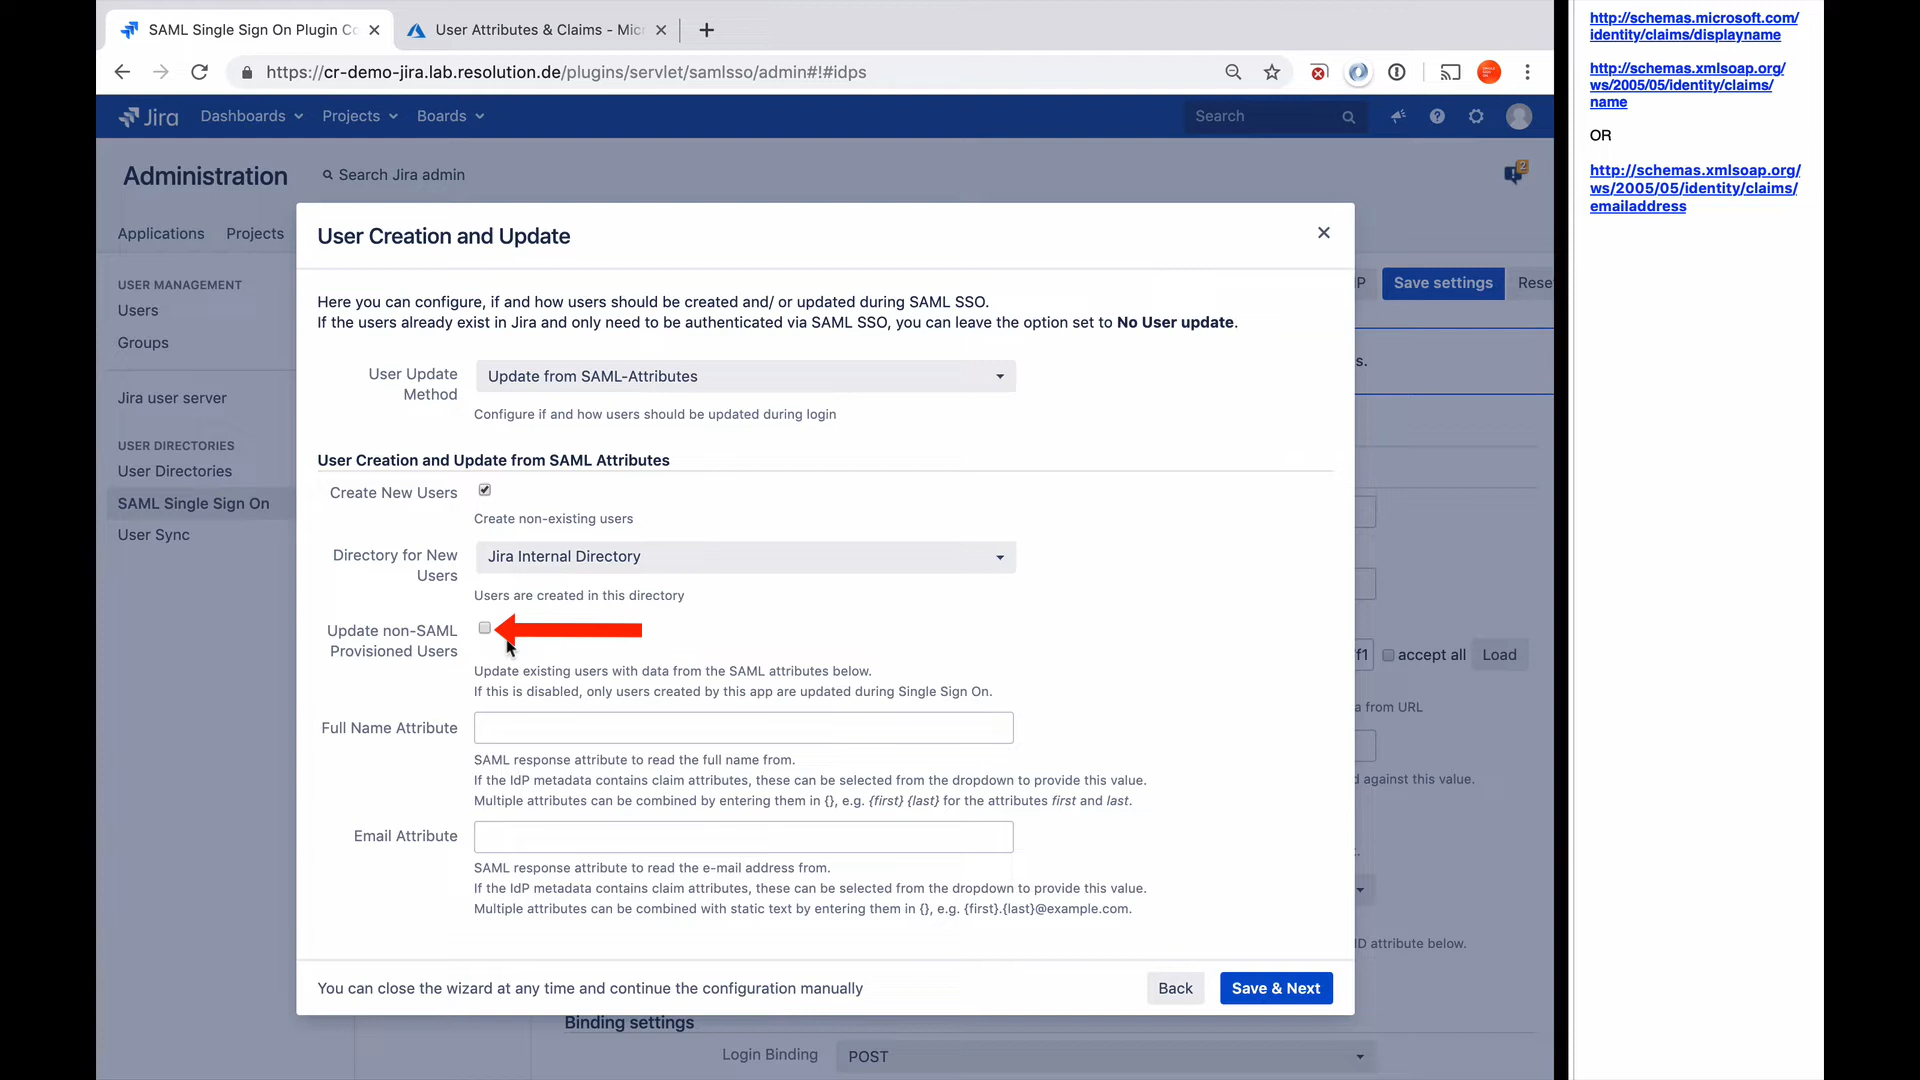 SAML Single Sign On Plugin Co
User Attributes & Claims - Micr
https://cr-demo-jira.lab.resolution.de/plugins/servlet/samlsso/admin#!#idps
Jira
Dashboards
Projects
Boards
Search
Administration
Search Jira admin
2
Applications
Projects
USER MANAGEMENT
Users
Groups
Jira user server
USER DIRECTORIES
User Directories
SAML Single Sign On
User Sync
User Creation and Update
Here you can configure, if and how users should be created and/ or updated during SAML SSO.
If the users already exist in Jira and only need to be authenticated via SAML SSO, you can leave the option set to No User update.
User Update
Method
Update from SAML-Attributes
Configure if and how users should be updated during login
User Creation and Update from SAML Attributes
Create New Users
Create non-existing users
Directory for New
Users
Jira Internal Directory
Users are created in this directory
Update non-SAML
Provisioned Users
Update existing users with data from the SAML attributes below.
If this is disabled, only users created by this app are updated during Single Sign On.
Full Name Attribute
SAML response attribute to read the full name from.
If the IdP metadata contains claim attributes, these can be selected from the dropdown to provide this value.
Multiple attributes can be combined by entering them in {}, e.g. {first} {last} for the attributes first and last.
Email Attribute
SAML response attribute to read the e-mail address from.
If the IdP metadata contains claim attributes, these can be selected from the dropdown to provide this value.
Multiple attributes can be combined with static text by entering them in {}, e.g. {first}.{last}@example.com.
You can close the wizard at any time and continue the configuration manually
Back
Save & Next
P
Save settings
Rese
s.
f1
accept all
Load
a from URL
d against this value.
ID attribute below.
Binding settings
Login Binding
POST
http://schemas.microsoft.com/
identity/claims/displayname
http://schemas.xmlsoap.org/
ws/2005/05/identity/claims/
name
OR
http://schemas.xmlsoap.org/
ws/2005/05/identity/claims/
emailaddress